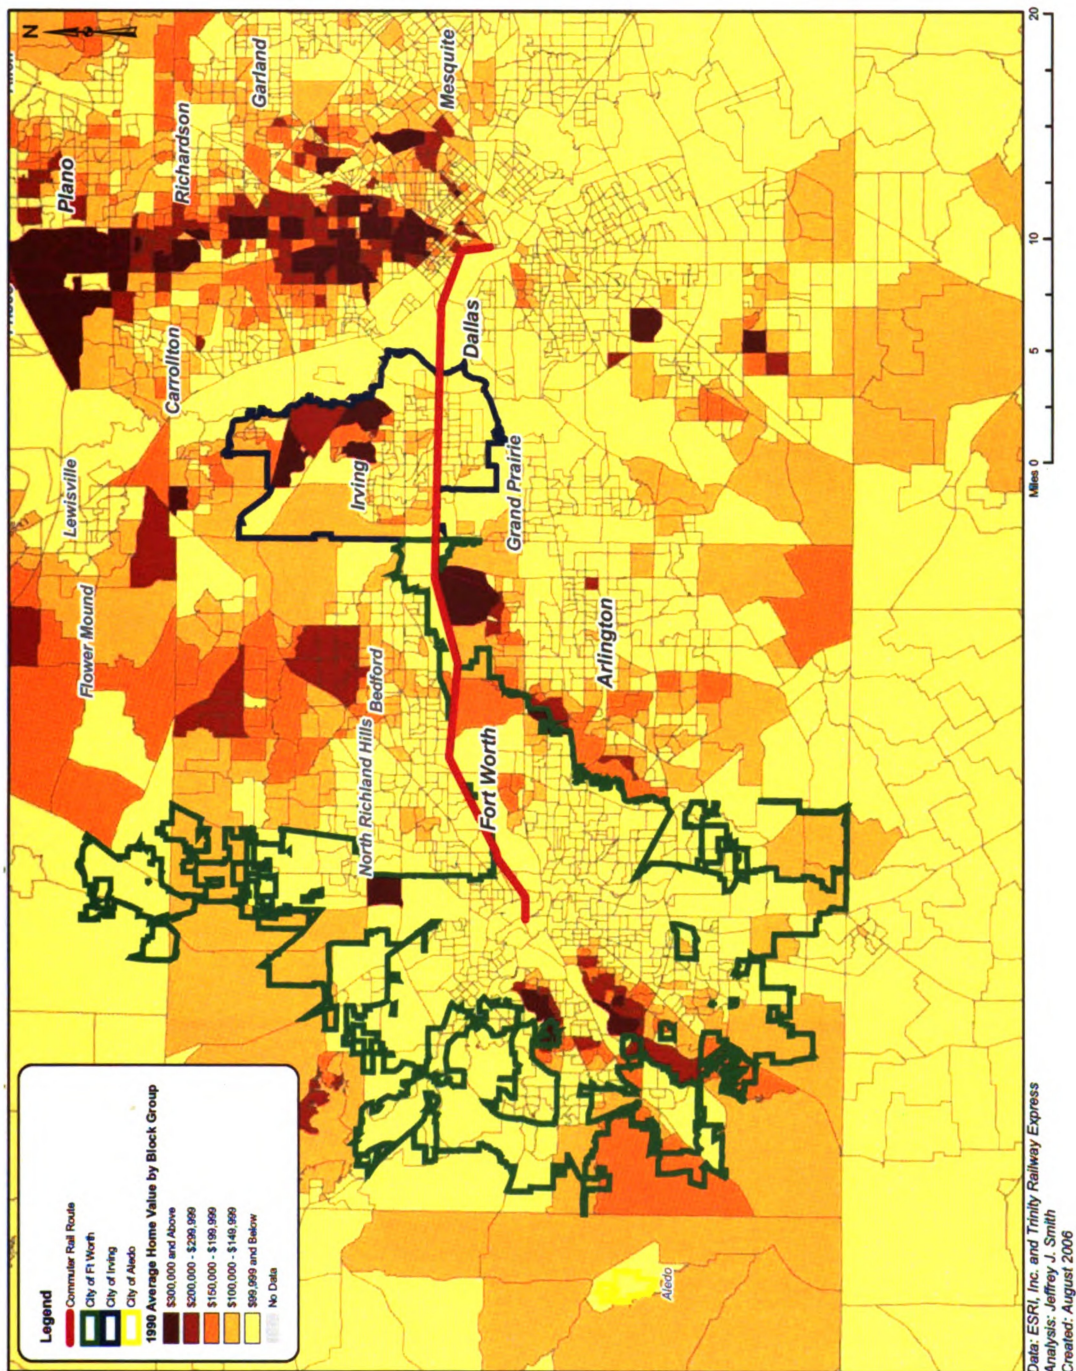 Legend
Commuter Rail Route
City of Ft Worth
City of Irving
City of Aledo
1990 Average Home Value by Block Group
$300,000 and Above
$200,000 - $299,999
$150,000 - $199,999
$100,000 - $149,999
$99,999 and Below
No Data
N
Flower Mound
Lewisville
Carrollton
Plano
Richardson
Garland
Mesquite
North Richland Hills
Bedford
Irving
Dallas
Fort Worth
Grand Prairie
Arlington
Aledo
Miles 0
5
10
20
Data: ESRI, Inc. and Trinity Railway Express
Analysis: Jeffrey J. Smith
Created: August 2006